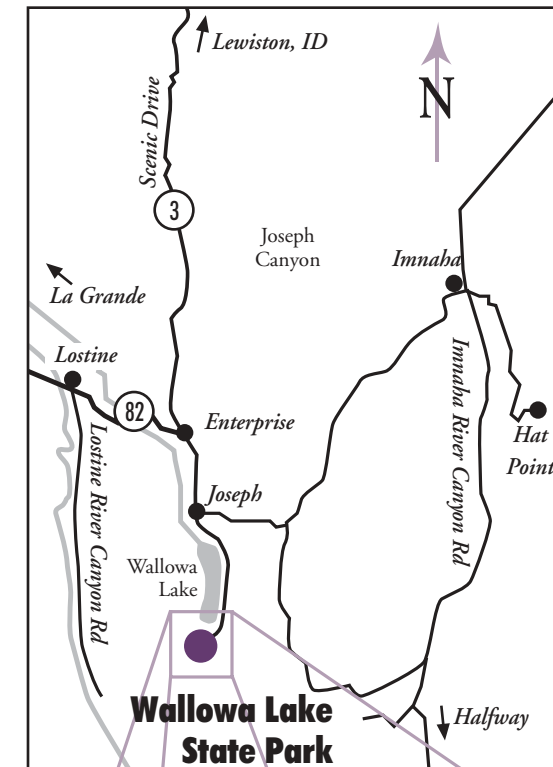 Lewiston, ID
N
Scenic Drive
3
Joseph
Canyon
Imnaha
La Grande
Lostine
82
Enterprise
Imnaha River Canyon Rd
Hat
Point
Lostine River Canyon Rd
Joseph
Wallowa
Lake
Wallowa Lake
State Park
Halfway